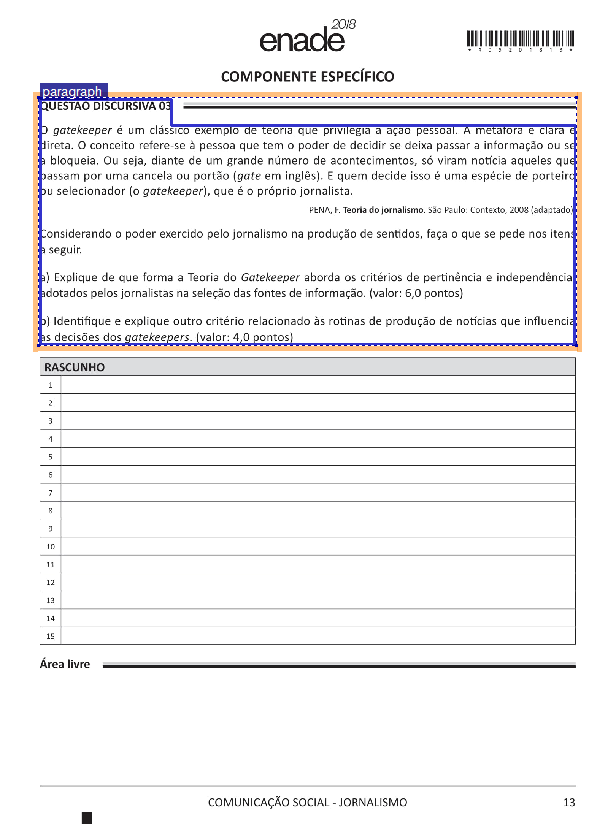 enade 2018
*R0520181 3*
COMPONENTE ESPECÍFICO
paragraph
QUESTÃO DISCURSIVA 03
O gatekeeper é um clássico exemplo de teoria que privilegia a ação pessoal. A metáfora é clara e
direta. O conceito refere-se à pessoa que tem o poder de decidir se deixa passar a informação ou se
a bloqueia. Ou seja, diante de um grande número de acontecimentos, só viram notícia aqueles que
passam por uma cancela ou portão (gate em inglês). E quem decide isso é uma espécie de porteiro
ou selecionador (o gatekeeper), que é o próprio jornalista.
PENA, F. Teoria do jornalismo. São Paulo: Contexto, 2008 (adaptado)
Considerando o poder exercido pelo jornalismo na produção de sentidos, faça o que se pede nos itens
a seguir.
a) Explique de que forma a Teoria do Gatekeeper aborda os critérios de pertinência e independência
adotados pelos jornalistas na seleção das fontes de informação. (valor: 6,0 pontos)
b) Identifique e explique outro critério relacionado às rotinas de produção de notícias que influencia
as decisões dos gatekeepers. (valor: 4,0 pontos)
RASCUNHO
1
2
3
4
5
6
7
8
9
10
11
12
13
14
15
Área livre
COMUNICAÇÃO SOCIAL - JORNALISMO 13